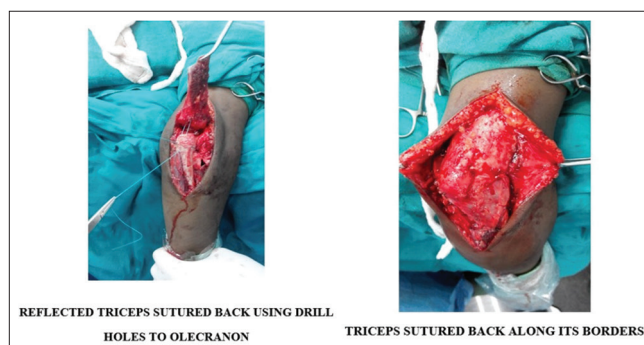 REFLECTED TRICEPS SUTURED BACK USING DRILL
HOLES TO OLECRANON
TRICEPS SUTURED BACK ALONG ITS BORDERS